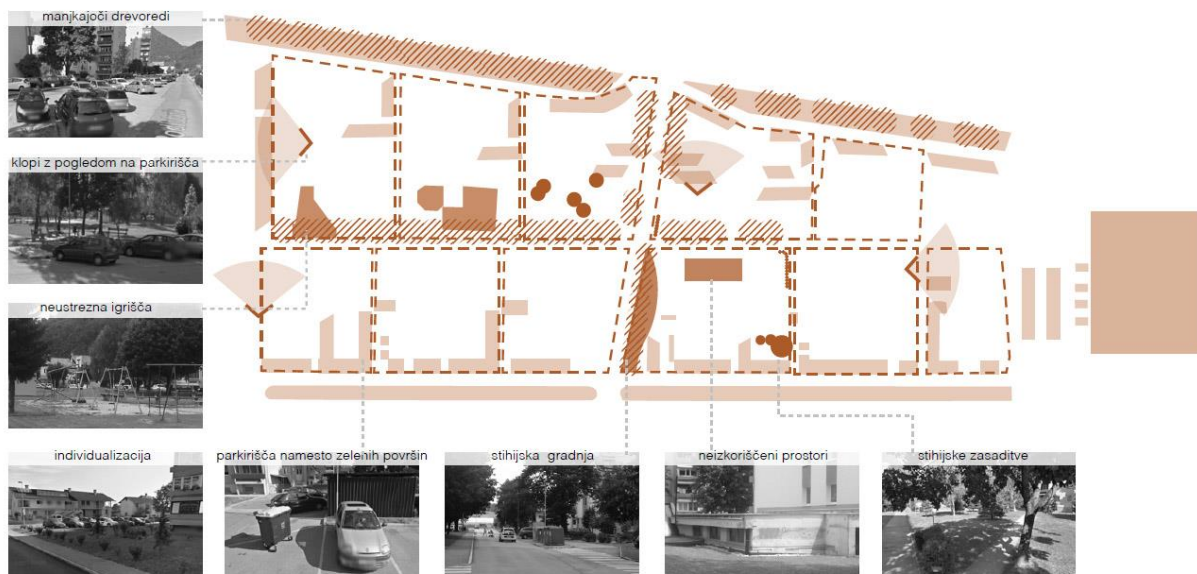 manjkajoči drevoredi
klopi z pogledom na parkirišča
neustrezna igrišča
individualizacija
parkirišča namesto zelenih površin
stihijska gradnja
neizkoriščeni prostori
stihijske zasaditve